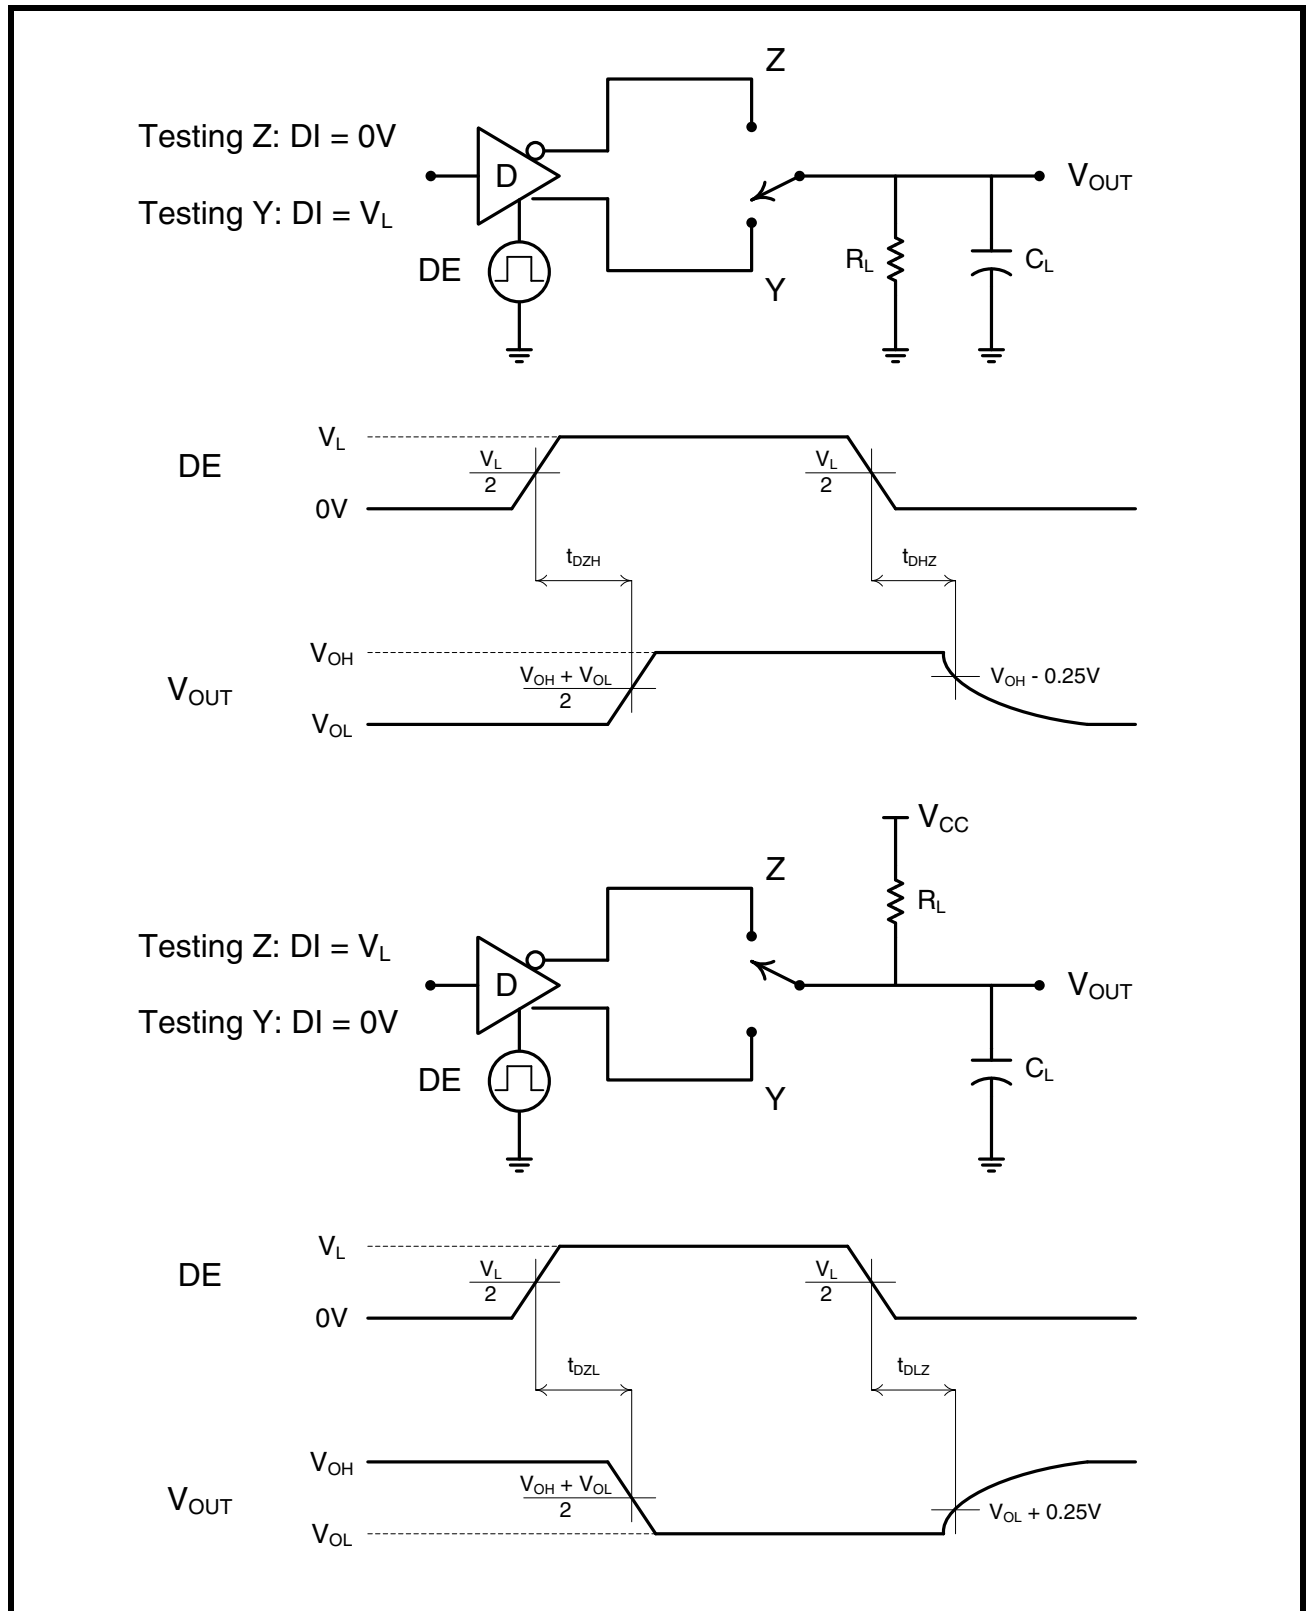 Z
Testing Z: DI = 0V
D
V_OUT
Testing Y: DI = V_L
DE
R_L
C_L
Y
V_L
DE
V_L
2
V_L
2
0V
t_DZH
t_DHZ
V_OH
V_OH + V_OL
2
V_OH - 0.25V
V_OUT
V_OL
V_CC
Z
R_L
Testing Z: DI = V_L
D
V_OUT
Testing Y: DI = 0V
DE
C_L
Y
V_L
DE
V_L
2
V_L
2
0V
t_DZL
t_DLZ
V_OH
V_OH + V_OL
2
V_OUT
V_OL + 0.25V
V_OL